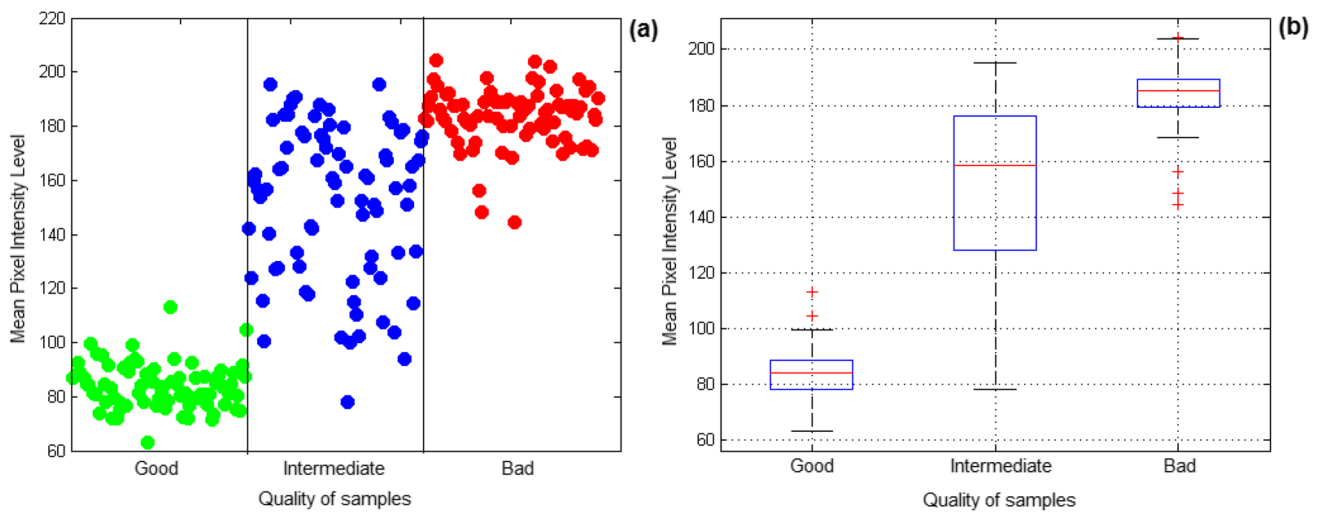 (a)
Mean Pixel Intensity Level
220
200
180
160
140
120
100
80
60
Good Intermediate Bad
Quality of samples
(b)
Mean Pixel Intensity Level
200
180
160
140
120
100
80
60
Good Intermediate Bad
Quality of samples